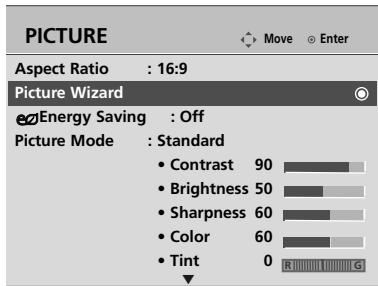 PICTURE Move Enter
Aspect Ratio : 16:9
Picture Wizard
eco Energy Saving : Off
Picture Mode : Standard
• Contrast 90
• Brightness 50
• Sharpness 60
• Color 60
• Tint 0 R G